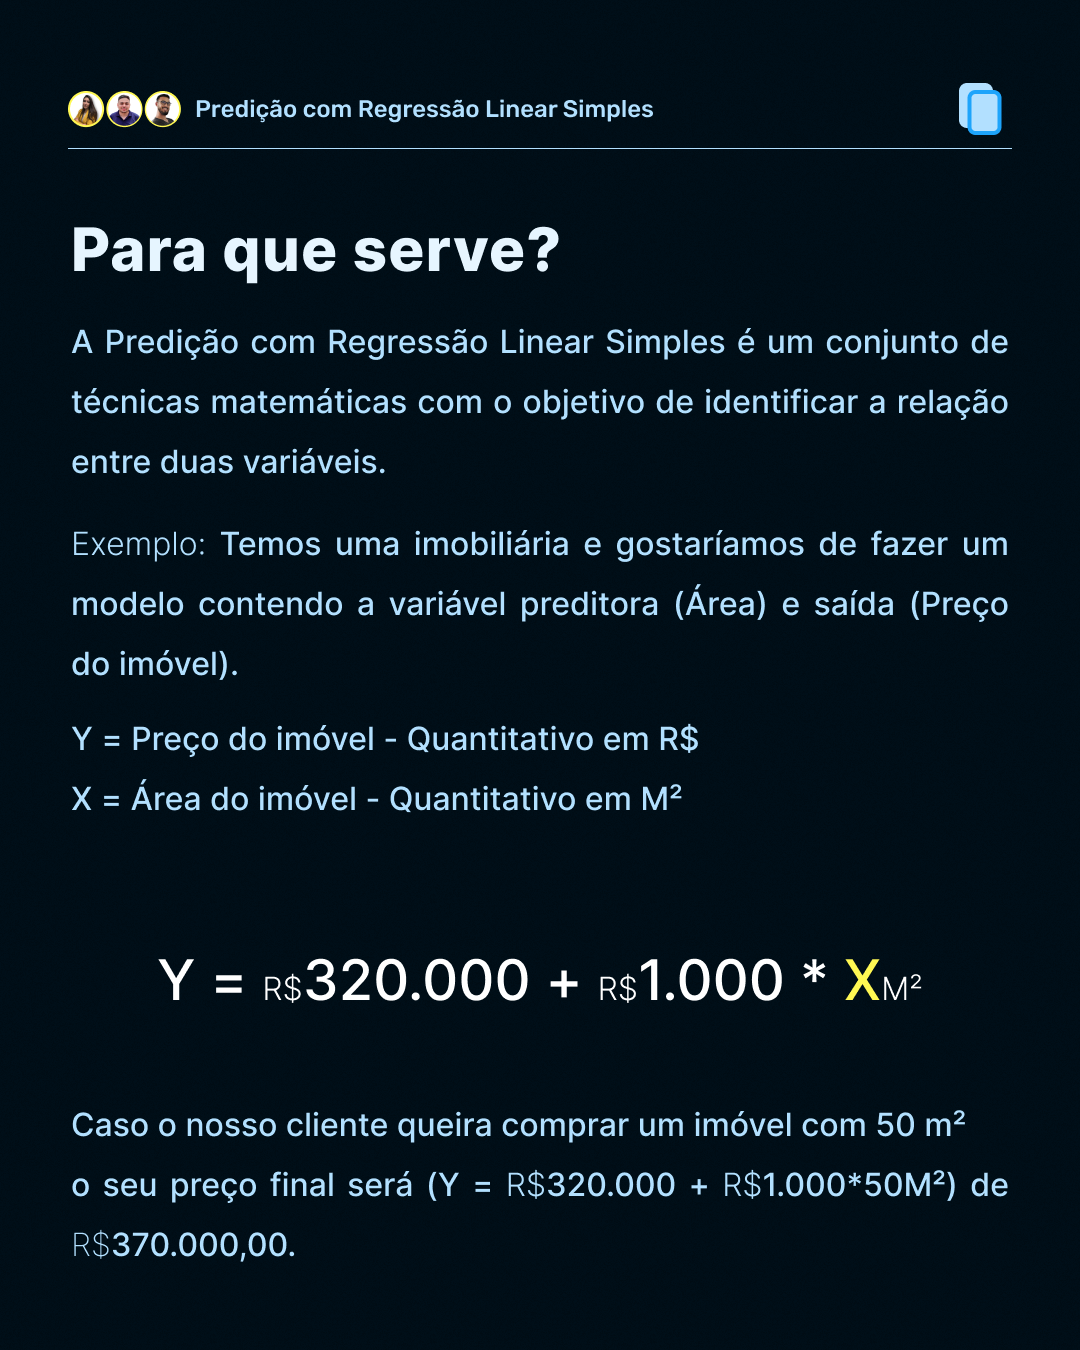 Predição com Regressão Linear Simples
Para que serve?
A Predição com Regressão Linear Simples é um conjunto de
técnicas matemáticas com o objetivo de identificar a relação
entre duas variáveis.
Exemplo: Temos uma imobiliária e gostaríamos de fazer um
modelo contendo a variável preditora (Área) e saída (Preço
do imóvel).
Y = Preço do imóvel - Quantitativo em R$
X = Área do imóvel - Quantitativo em M²
Y = R$320.000 + R$1.000 * XM²
Caso o nosso cliente queira comprar um imóvel com 50 m²
o seu preço final será (Y = R$320.000 + R$1.000*50M²) de
R$370.000,00.